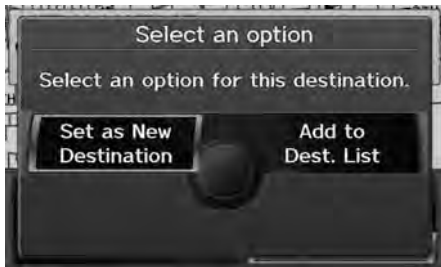 Select an option
Select an option for this destination.
Set as New
Destination
Add to
Dest. List